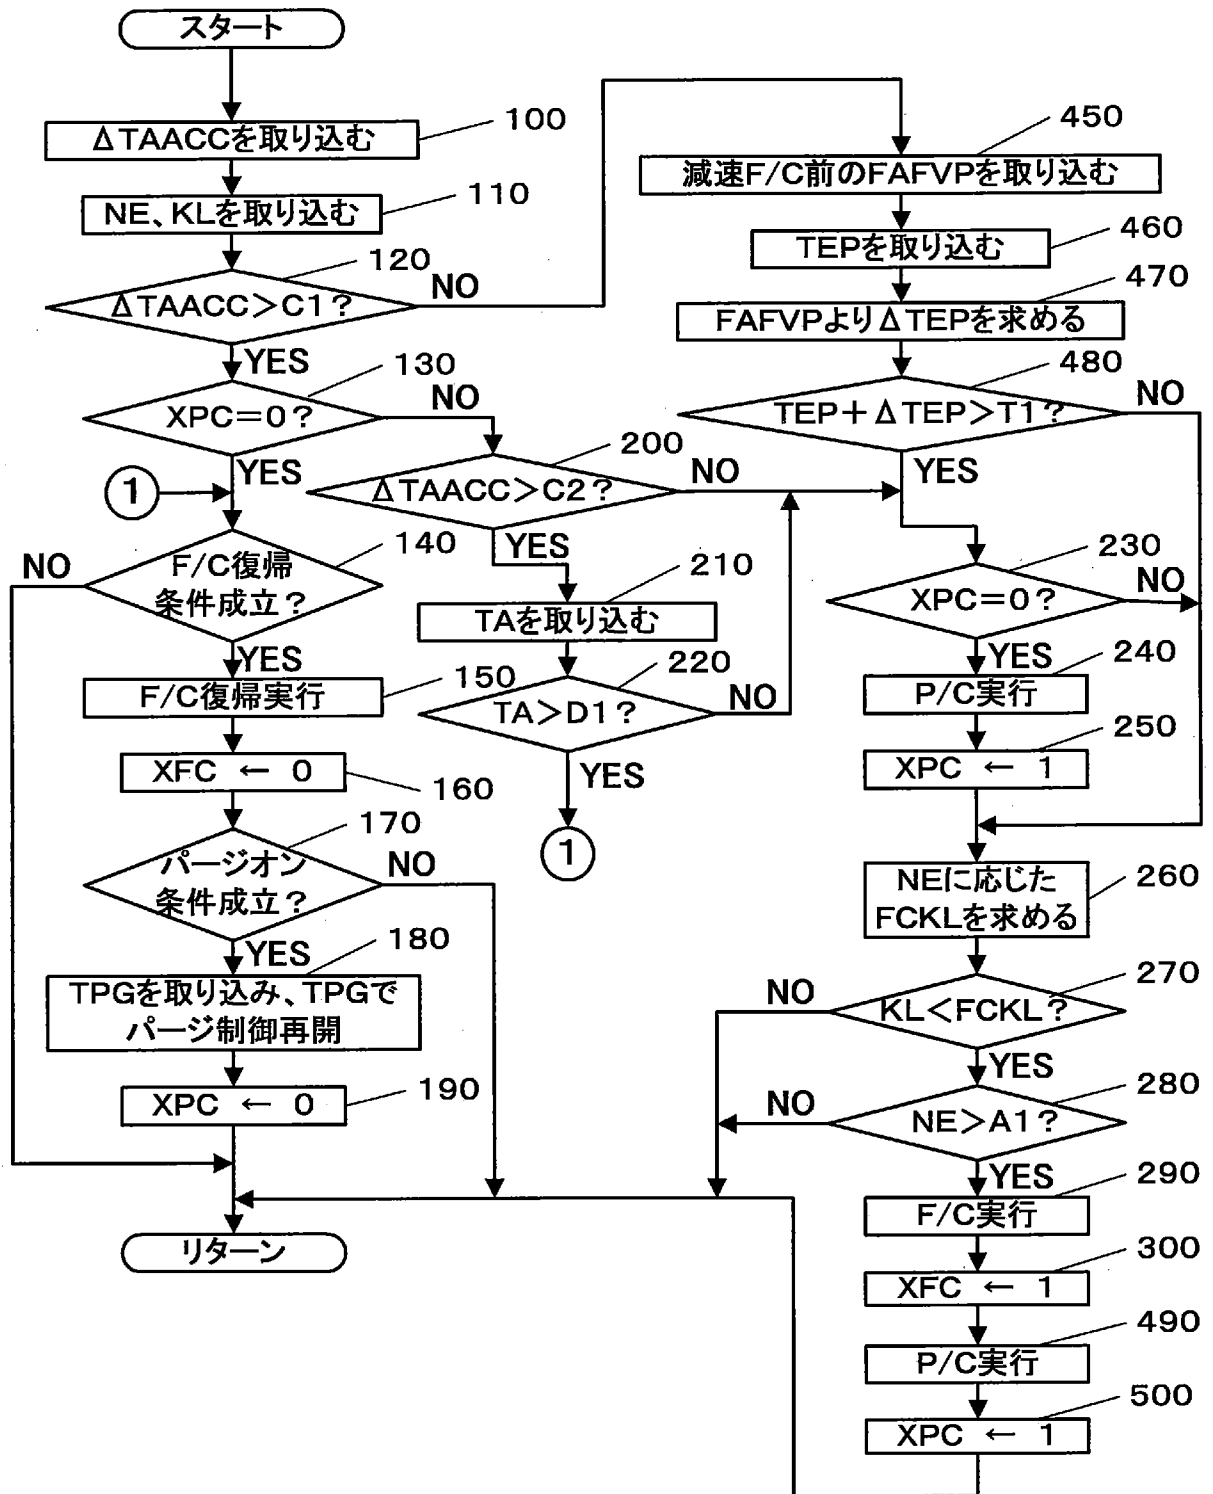 スタート
ΔTAACCを取り込む
100
NE、KLを取り込む
110
120
ΔTAACC＞C1？
NO
YES
130
XPC＝0？
NO
YES
1
140
F/C復帰
条件成立？
NO
YES
150
F/C復帰実行
XFC ← 0
160
170
パージオン
条件成立？
NO
YES
180
TPGを取り込み、TPGで
パージ制御再開
XPC ← 0
190
リターン
200
ΔTAACC＞C2？
NO
YES
210
TAを取り込む
220
TA＞D1？
NO
YES
1
450
減速F/C前のFAFVPを取り込む
460
TEPを取り込む
470
FAFVPよりΔTEPを求める
480
TEP＋ΔTEP＞T1？
NO
YES
230
XPC＝0？
NO
YES
240
P/C実行
250
XPC ← 1
NEに応じた
FCKLを求める
260
270
KL＜FCKL？
NO
YES
280
NE＞A1？
NO
YES
290
F/C実行
300
XFC ← 1
490
P/C実行
500
XPC ← 1